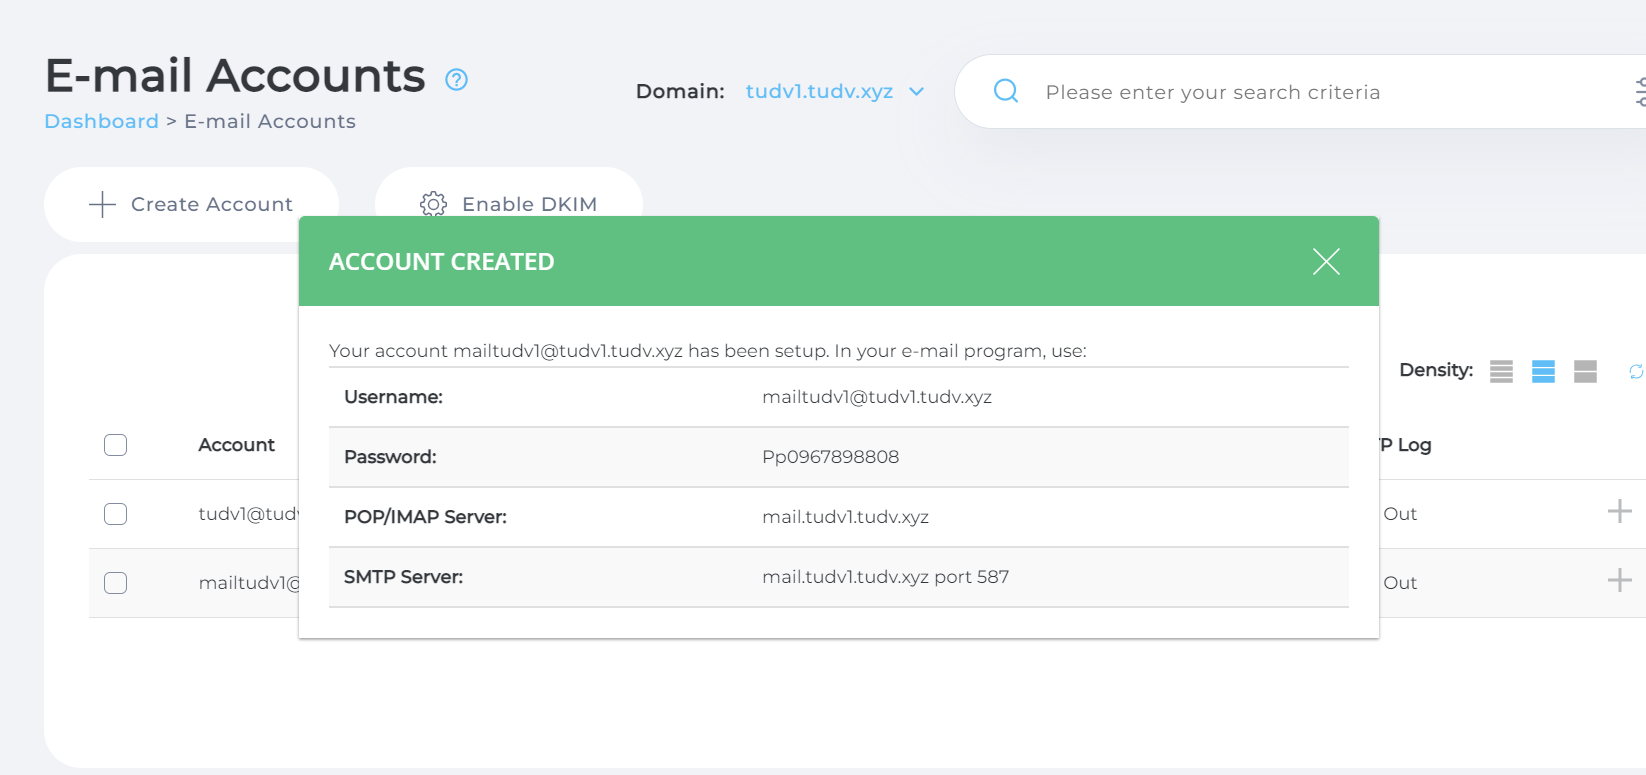 E-mail Accounts
Dashboard > E-mail Accounts
Domain: tudv1.tudv.xyz
Please enter your search criteria
Create Account
Enable DKIM
ACCOUNT CREATED
Your account mailtudv1@tudv1.tudv.xyz has been setup. In your e-mail program, use:
Username: mailtudv1@tudv1.tudv.xyz
Password: Pp0967898808
POP/IMAP Server: mail.tudv1.tudv.xyz
SMTP Server: mail.tudv1.tudv.xyz port 587
Density:
Account
P Log
tudv1@tudv
Out
mailtudv1@
Out